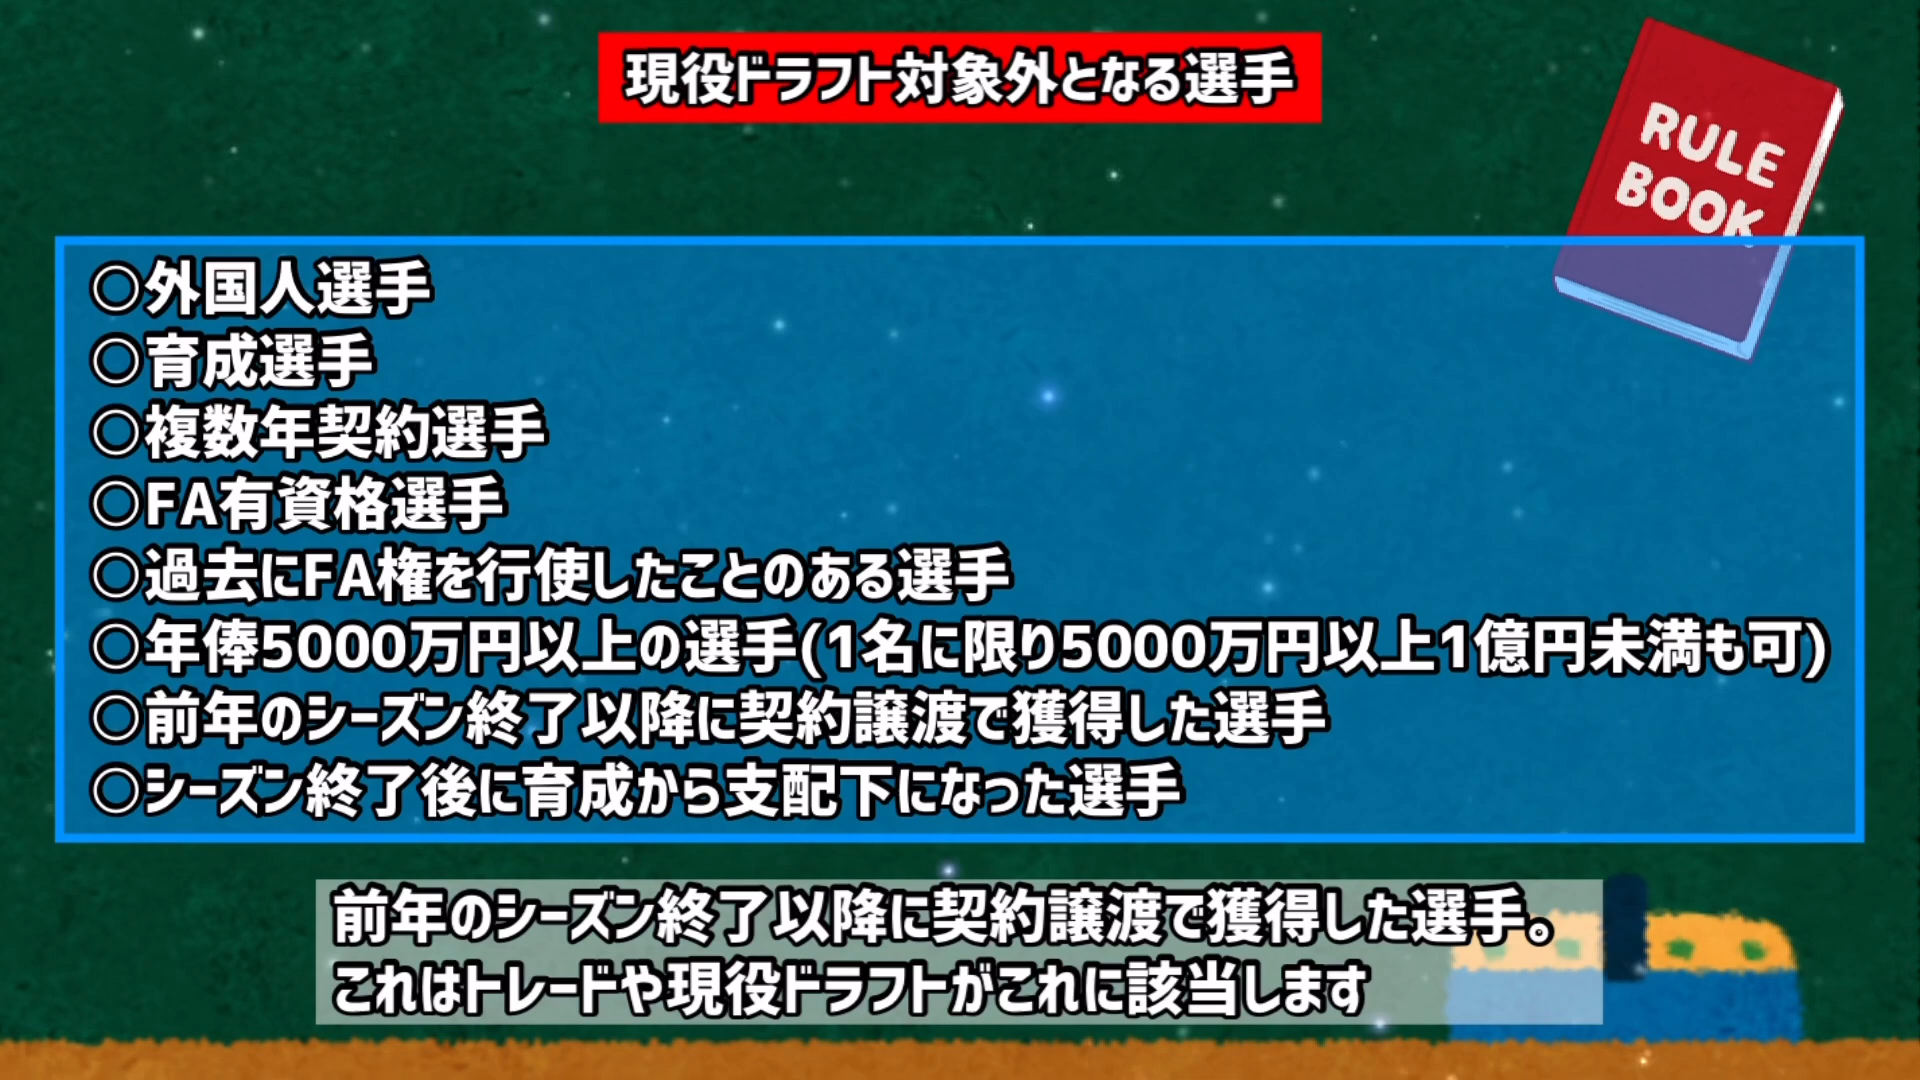 現役ドラフト対象外となる選手
RULE
BOOK
○外国人選手
○育成選手
○複数年契約選手
○FA有資格選手
○過去にFA権を行使したことのある選手
○年俸5000万円以上の選手(1名に限り5000万円以上1億円未満も可)
○前年のシーズン終了以降に契約譲渡で獲得した選手
○シーズン終了後に育成から支配下になった選手
前年のシーズン終了以降に契約譲渡で獲得した選手。
これはトレードや現役ドラフトがこれに該当します